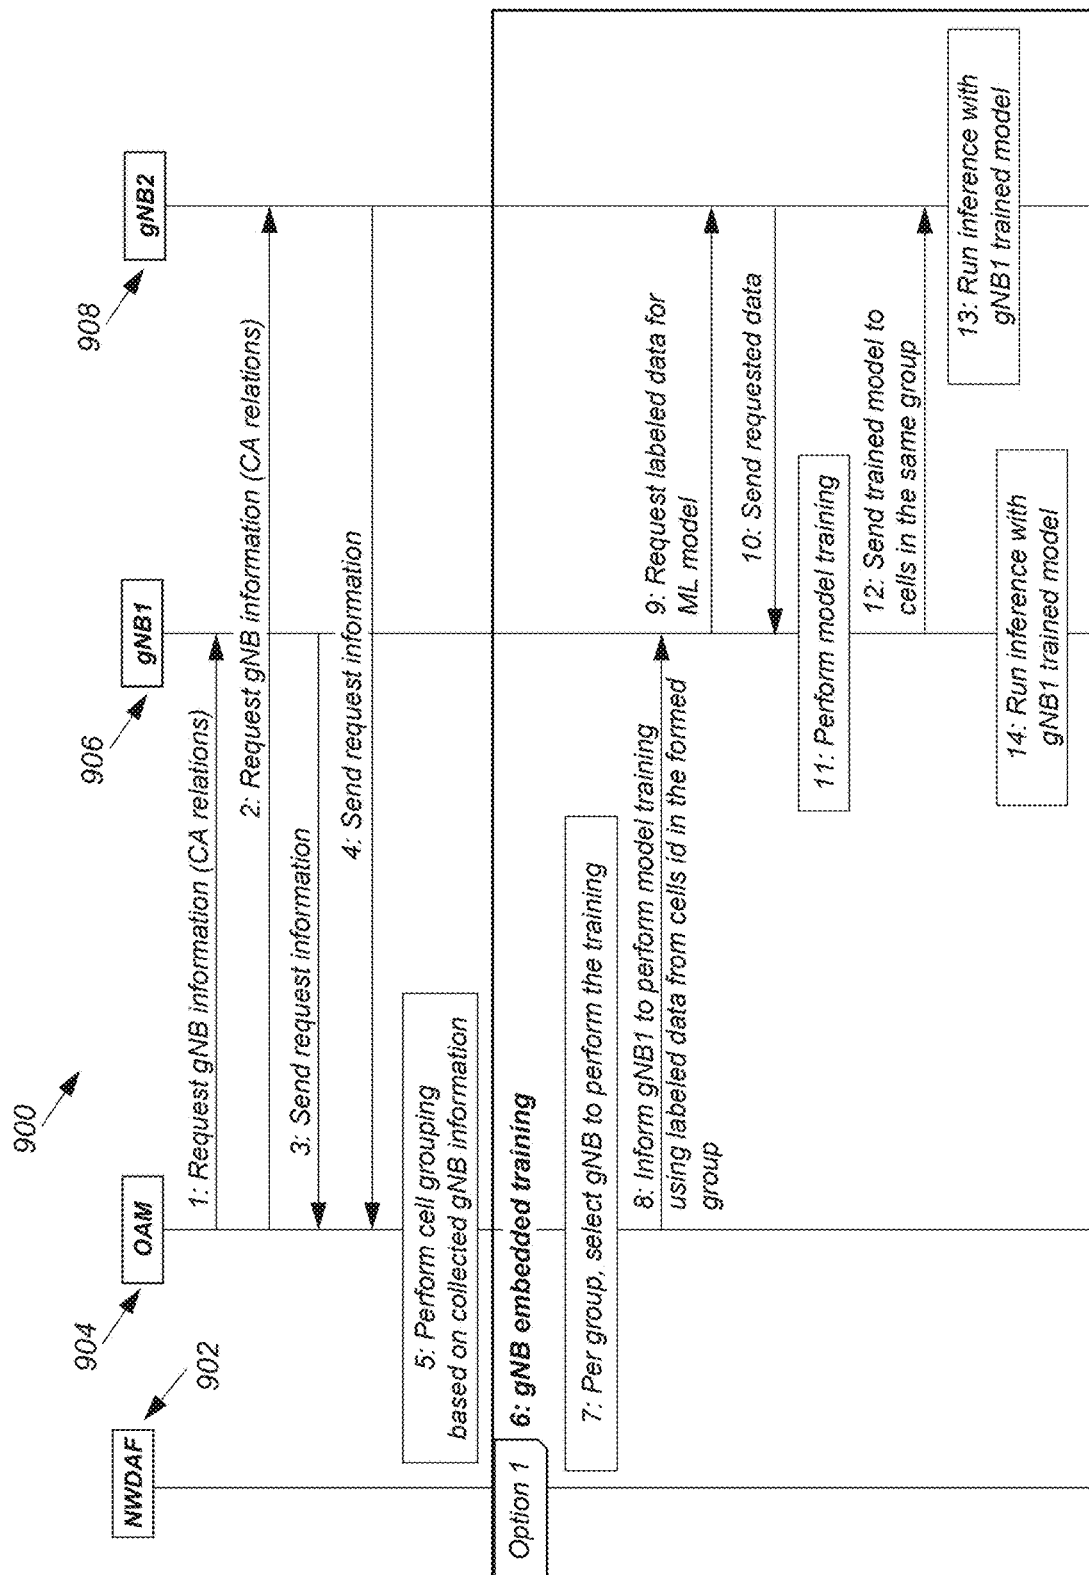 900
902
904
906
908
NWDAF
OAM
gNB1
gNB2
1: Request gNB information (CA relations)
2: Request gNB information (CA relations)
3: Send request information
4: Send request information
5: Perform cell grouping
based on collected gNB information
Option 1
6: gNB embedded training
7: Per group, select gNB to perform the training
8: Inform gNB1 to perform model training
using labeled data from cells id in the formed
group
9: Request labeled data for
ML model
10: Send requested data
11: Perform model training
12: Send trained model to
cells in the same group
13: Run inference with
gNB1 trained model
14: Run inference with
gNB1 trained model